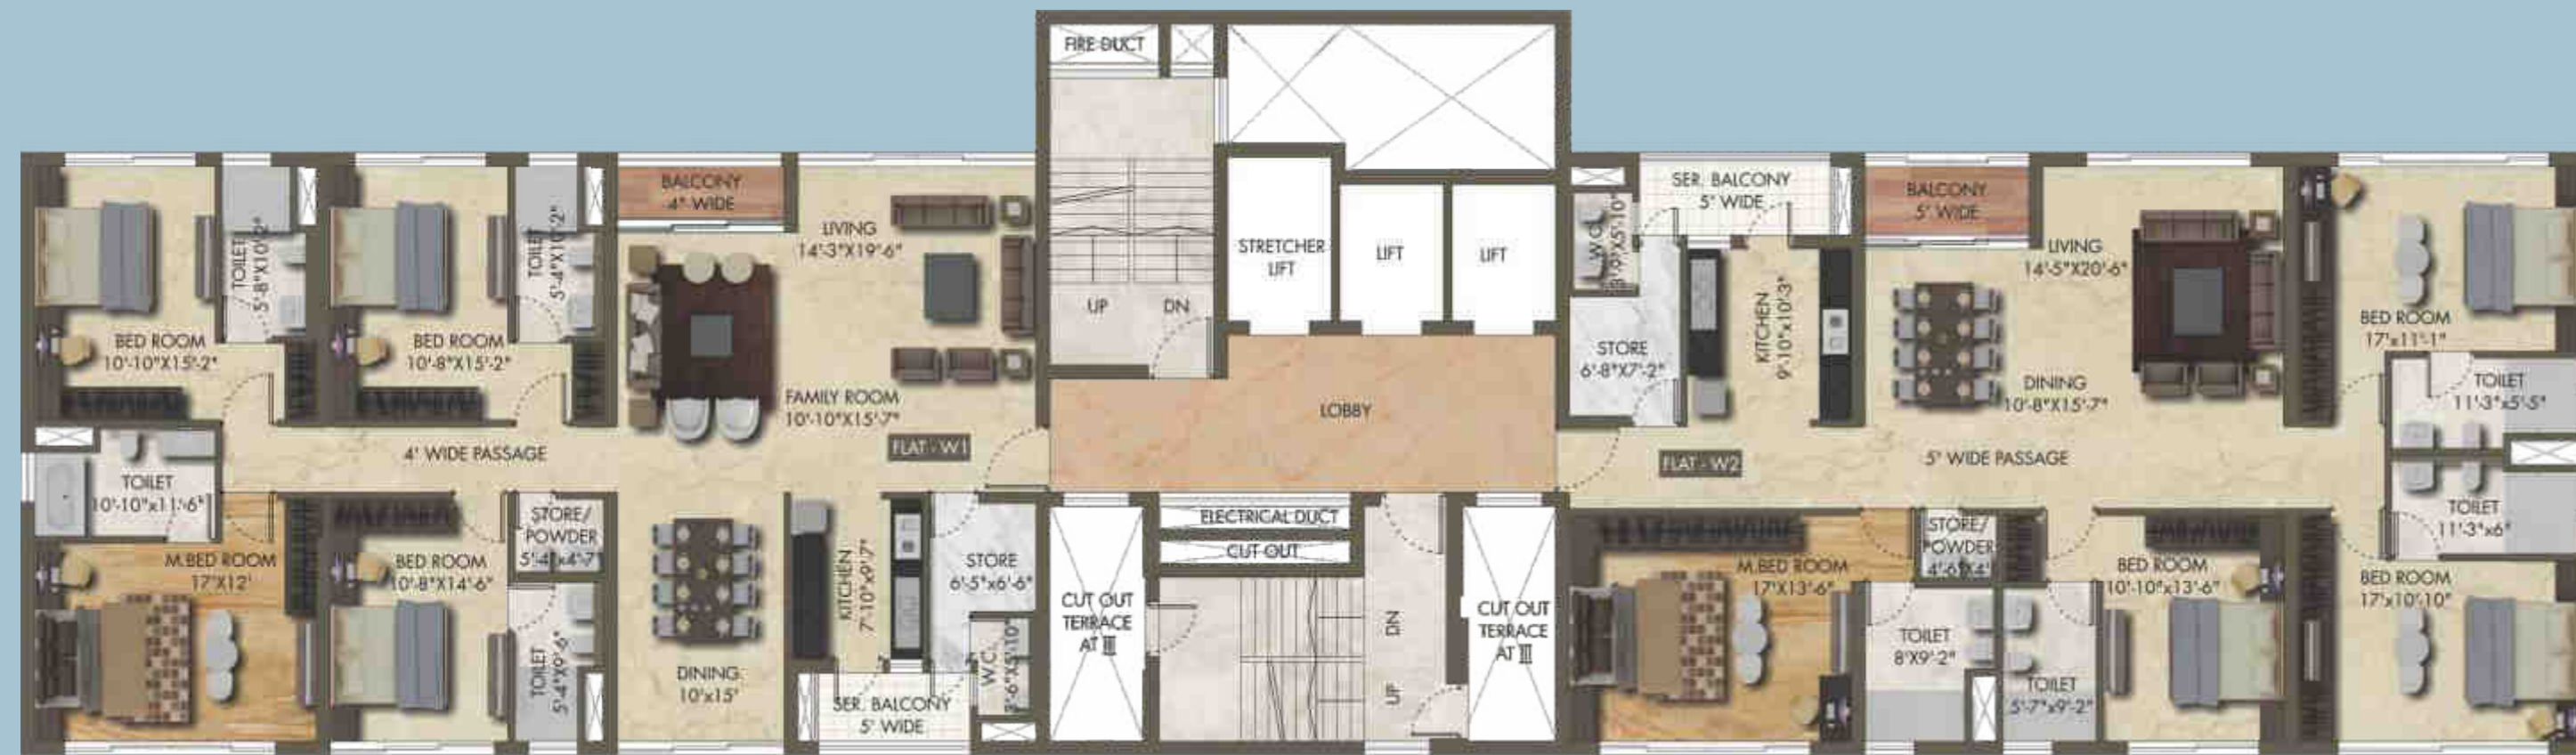 FIRE DUCT
STRETCHER
LIFT
LIFT
LIFT
UP
DN
LOBBY
ELECTRICAL DUCT
CUT OUT
CUT OUT
TERRACE
AT III
DN
UP
CUT OUT
TERRACE
AT III
BED ROOM
10'-10"X15'-2"
TOILET
5'-8"X10'-2"
BED ROOM
10'-8"X15'-2"
TOILET
5'-4"X10'-2"
BALCONY
4" WIDE
LIVING
14'-3"X19'-6"
FAMILY ROOM
10'-10"X15'-7"
FLAT - W1
4' WIDE PASSAGE
TOILET
10'-10"x11'-6"
M.BED ROOM
17'X12'
BED ROOM
10'-8"X14'-6"
STORE/
POWDER
5'-4"x4'-7"
TOILET
5'-4"X9'-6"
DINING
10'x15'
KITCHEN
7'-10"x9'-7"
STORE
6'-5"x6'-6"
W.C.
3'-6"X5'-10"
SER. BALCONY
5' WIDE
W.C.
SER. BALCONY
5' WIDE
BALCONY
5' WIDE
STORE
6'-8"X7'-2"
KITCHEN
9'-10"x10'-3"
LIVING
14'-5"X20'-6"
DINING
10'-8"X15'-7"
BED ROOM
17'x11'-1"
TOILET
11'-3"x5'-5"
FLAT - W2
5' WIDE PASSAGE
TOILET
11'-3"x6'
M.BED ROOM
17'X13'-6"
STORE/
POWDER
4'-6"X4'
BED ROOM
10'-10"x13'-6"
BED ROOM
17'x10'-10"
TOILET
8'X9'-2"
TOILET
5'-7"x9'-2"